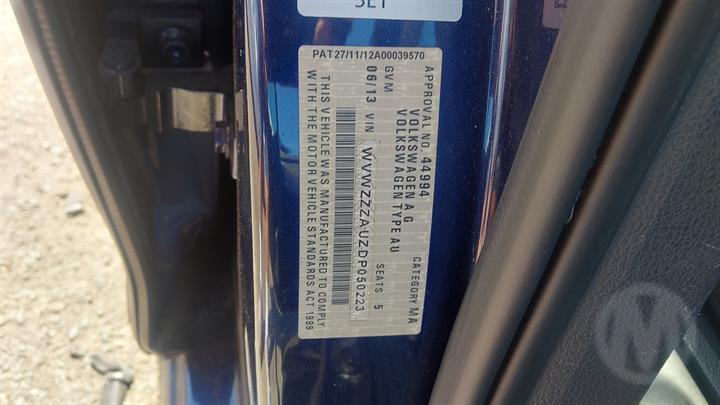 SET
PAT27/11/12A00039570
APPROVAL NO. 44994
VOLKSWAGEN AG
VOLKSWAGEN TYPE AU
CATEGORY MA
GVM SEATS 5
06/13 VIN WVWZZZAUZDP050223
THIS VEHICLE WAS MANUFACTURED TO COMPLY
WITH THE MOTOR VEHICLE STANDARDS ACT 1989
M